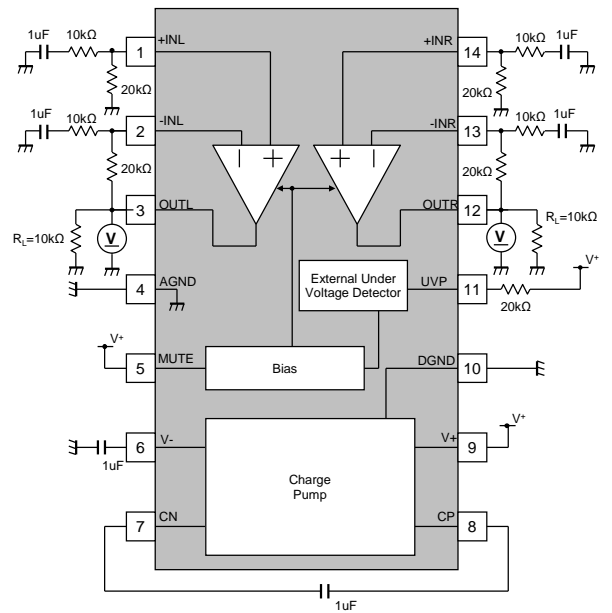 1uF 10kΩ 1 +INL +INR 14 10kΩ 1uF
20kΩ 20kΩ
1uF 10kΩ 2 -INL -INR 13 10kΩ 1uF
20kΩ 20kΩ
RL=10kΩ V 3 OUTL OUTR 12 V RL=10kΩ
4 AGND
External Under
Voltage Detector
UVP 11 20kΩ V+
V+ 5 MUTE
Bias
DGND 10
1uF 6 V-
V+ 9 V+
Charge
Pump
7 CN
CP 8
1uF